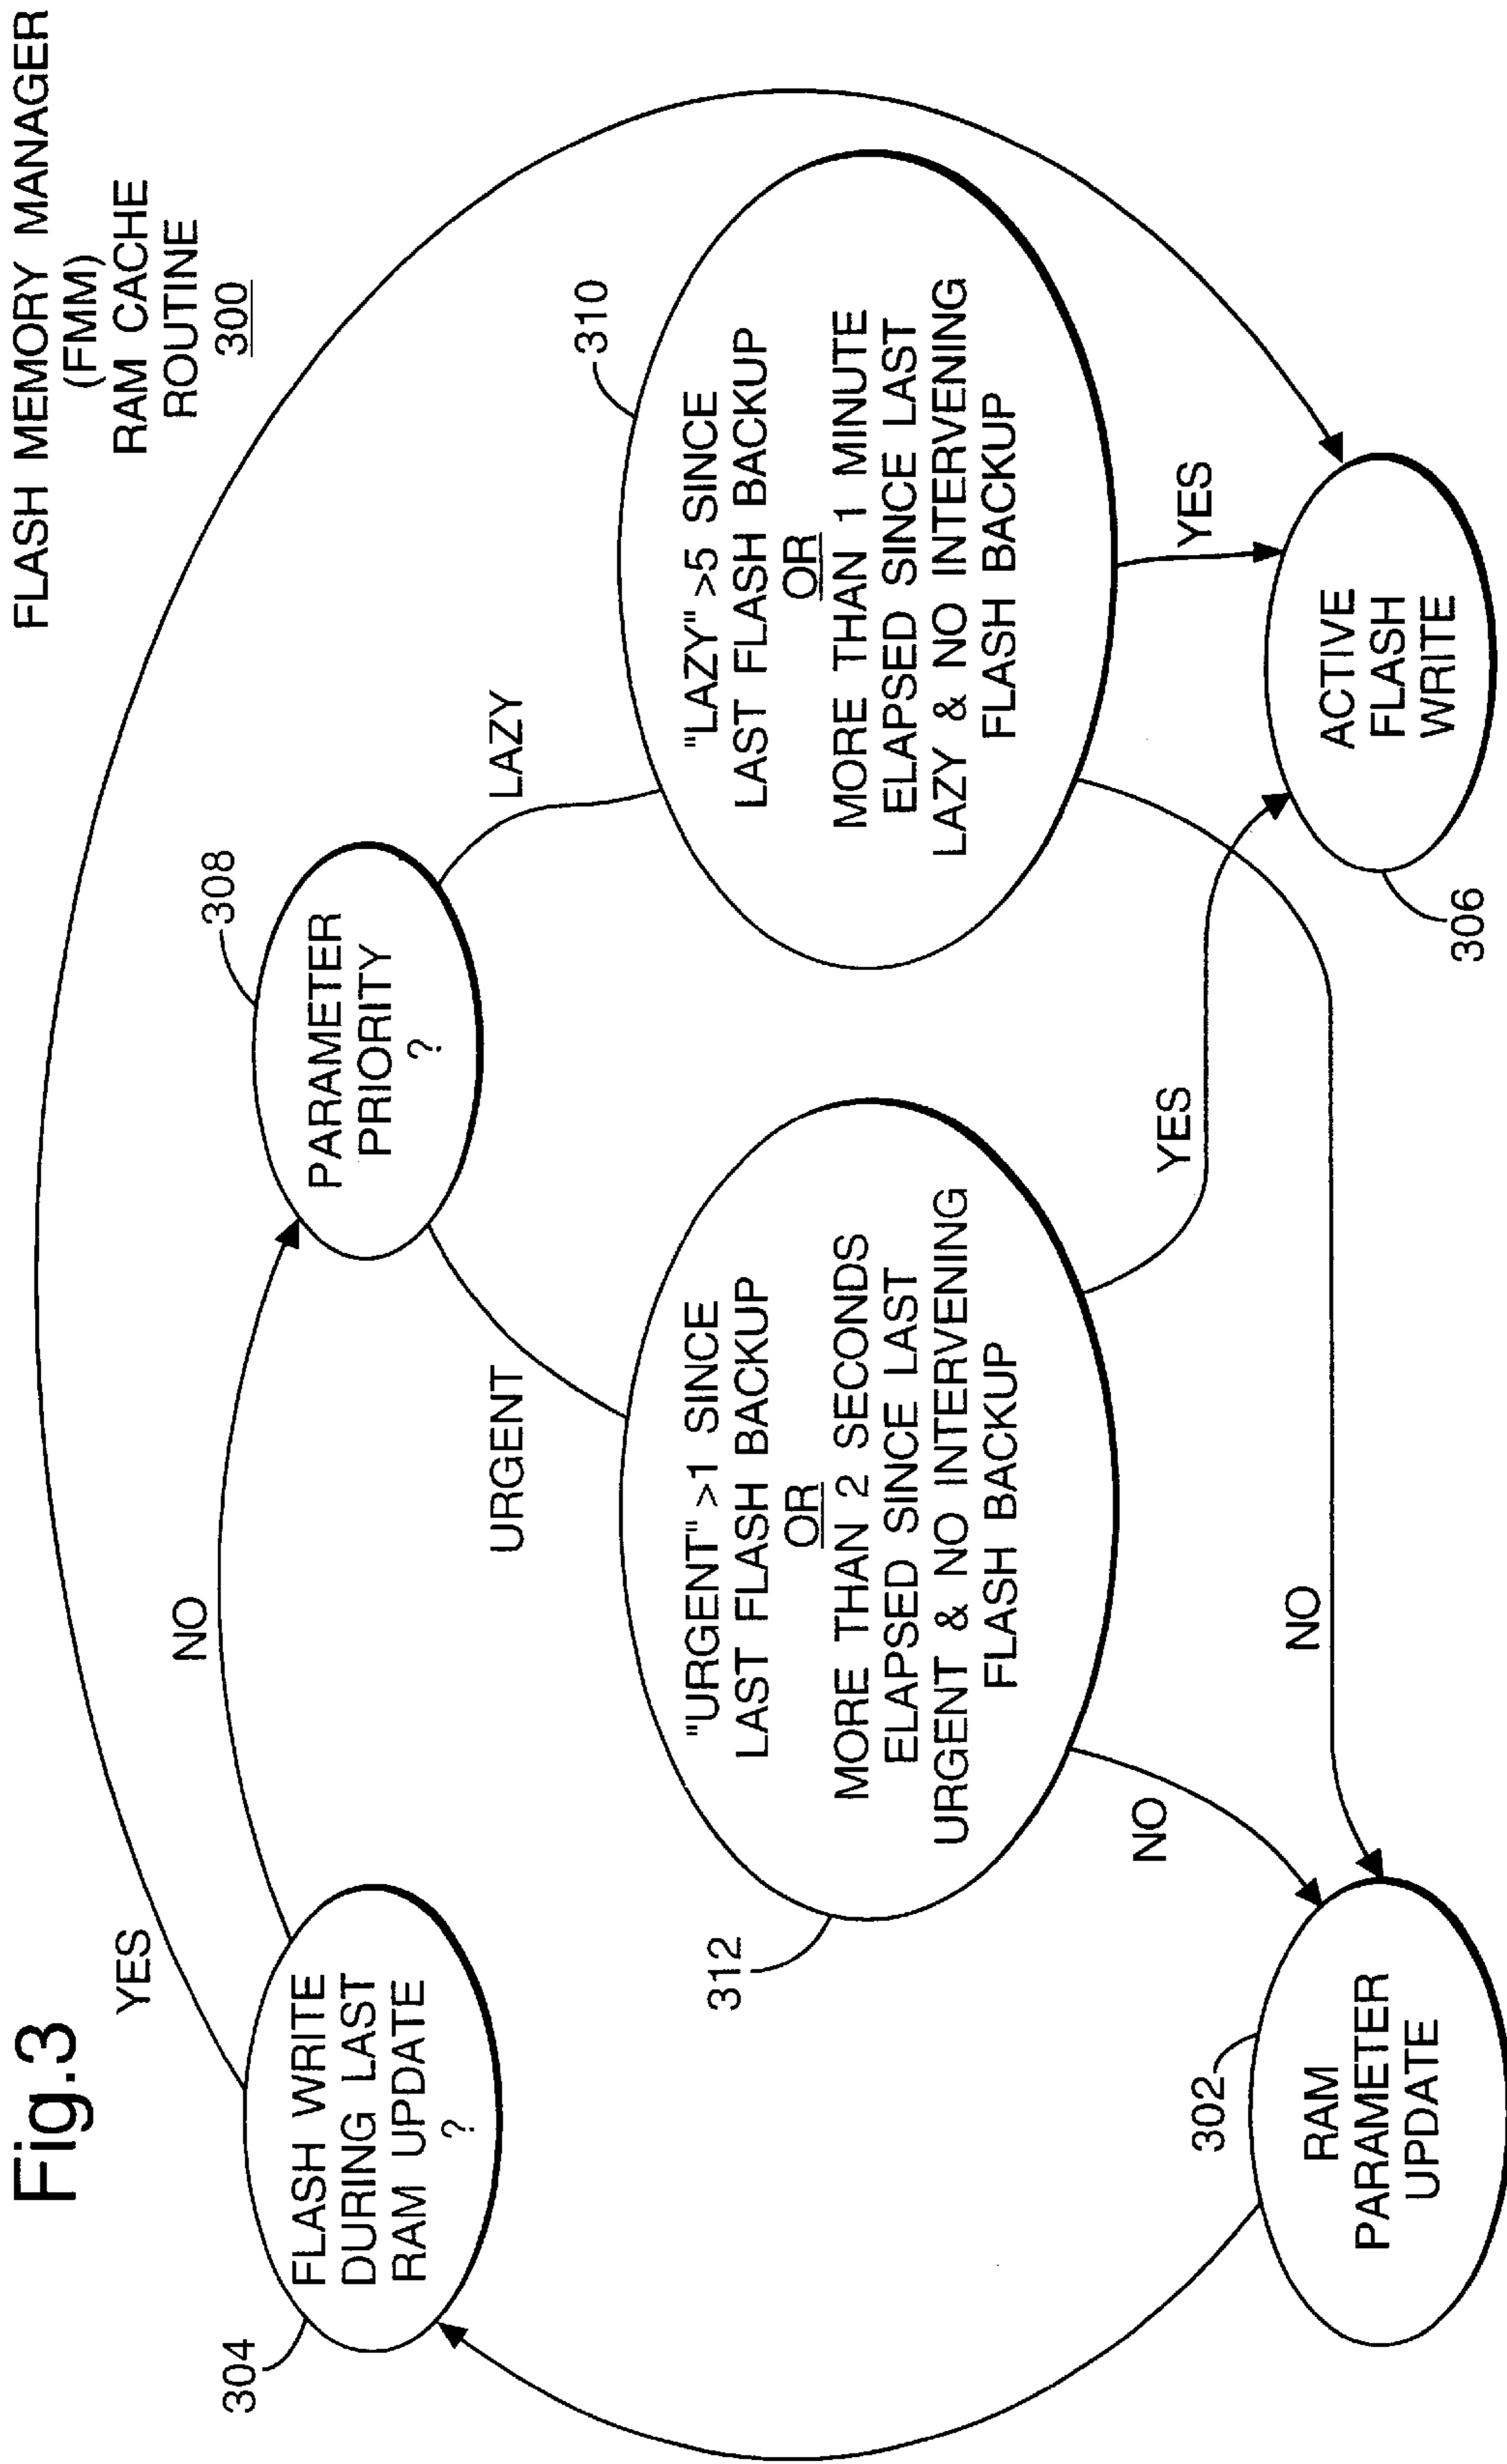 Fig.3
FLASH MEMORY MANAGER
(FMM)
RAM CACHE
ROUTINE
300
YES
NO
304
FLASH WRITE
DURING LAST
RAM UPDATE
?
308
PARAMETER
PRIORITY
?
URGENT
LAZY
312
"URGENT" >1 SINCE
LAST FLASH BACKUP
OR
MORE THAN 2 SECONDS
ELAPSED SINCE LAST
URGENT & NO INTERVENING
FLASH BACKUP
310
"LAZY" >5 SINCE
LAST FLASH BACKUP
OR
MORE THAN 1 MINUTE
ELAPSED SINCE LAST
LAZY & NO INTERVENING
FLASH BACKUP
NO
YES
YES
NO
302
RAM
PARAMETER
UPDATE
306
ACTIVE
FLASH
WRITE